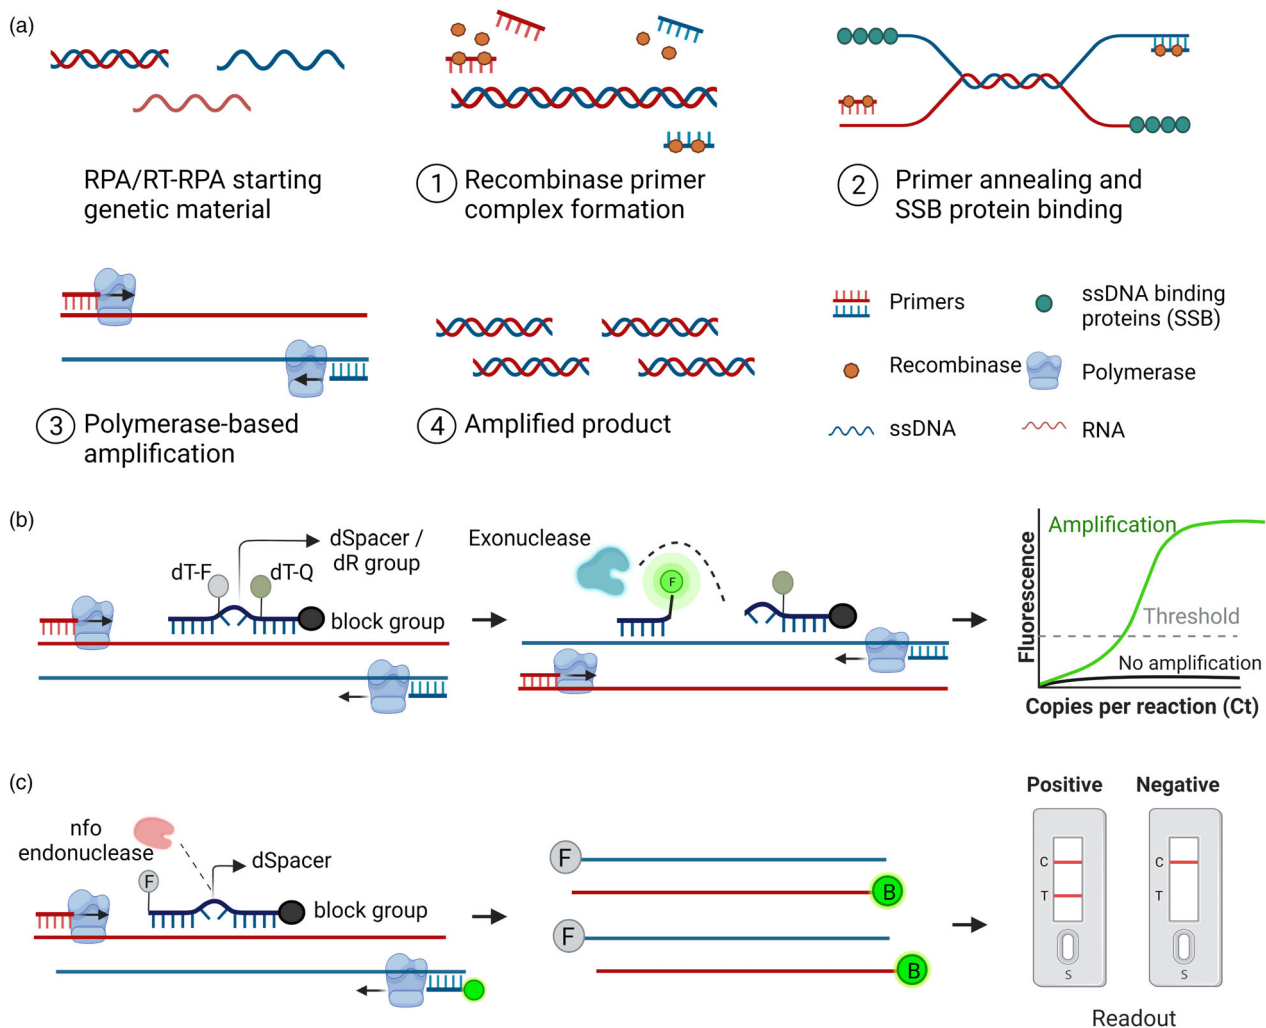 (a)
RPA/RT-RPA starting
genetic material
1 Recombinase primer
complex formation
2 Primer annealing and
SSB protein binding
3 Polymerase-based
amplification
4 Amplified product
Primers
ssDNA binding
proteins (SSB)
Recombinase
Polymerase
ssDNA
RNA
(b)
dT-F
dSpacer /
dR group
dT-Q
block group
Exonuclease
F
Fluorescence
Amplification
Threshold
No amplification
Copies per reaction (Ct)
(c)
nfo
endonuclease
F
dSpacer
block group
F
B
F
B
Positive
Negative
C
T
S
C
S
Readout